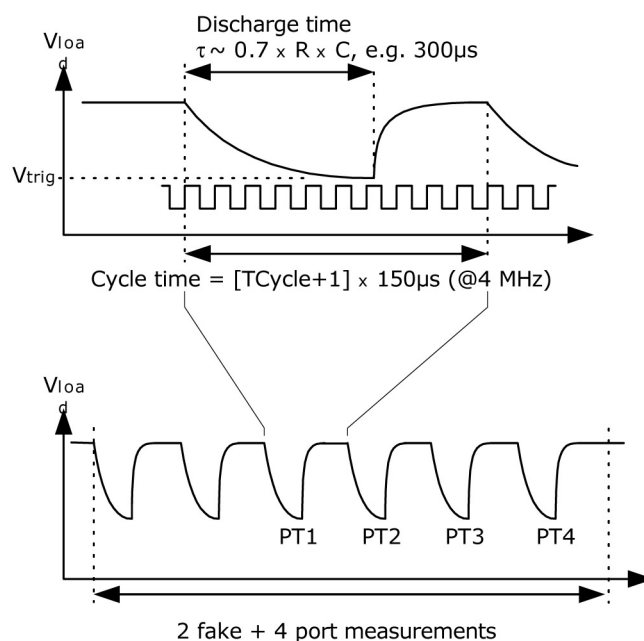 Discharge time
Vloa
d
τ~ 0.7 x R x C, e.g. 300µs
Vtrig
Cycle time = [TCycle+1] x 150µs (@4 MHz)
Vloa
d
PT1 PT2 PT3 PT4
2 fake + 4 port measurements